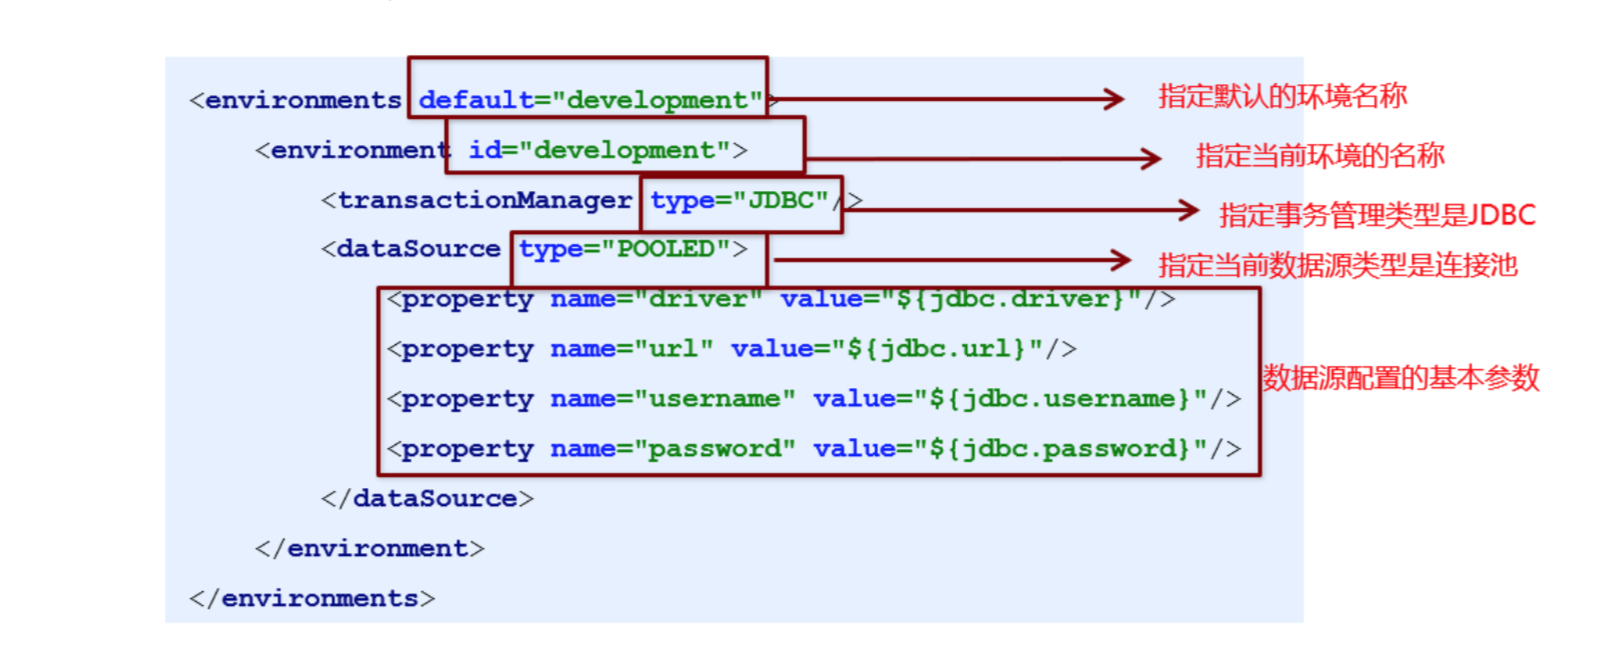 <environments default="development"> 指定默认的环境名称
<environment id="development"> 指定当前环境的名称
<transactionManager type="JDBC"/> 指定事务管理类型是JDBC
<dataSource type="POOLED"> 指定当前数据源类型是连接池
<property name="driver" value="${jdbc.driver}"/>
<property name="url" value="${jdbc.url}"/>
数据源配置的基本参数
<property name="username" value="${jdbc.username}"/>
<property name="password" value="${jdbc.password}"/>
</dataSource>
</environment>
</environments>